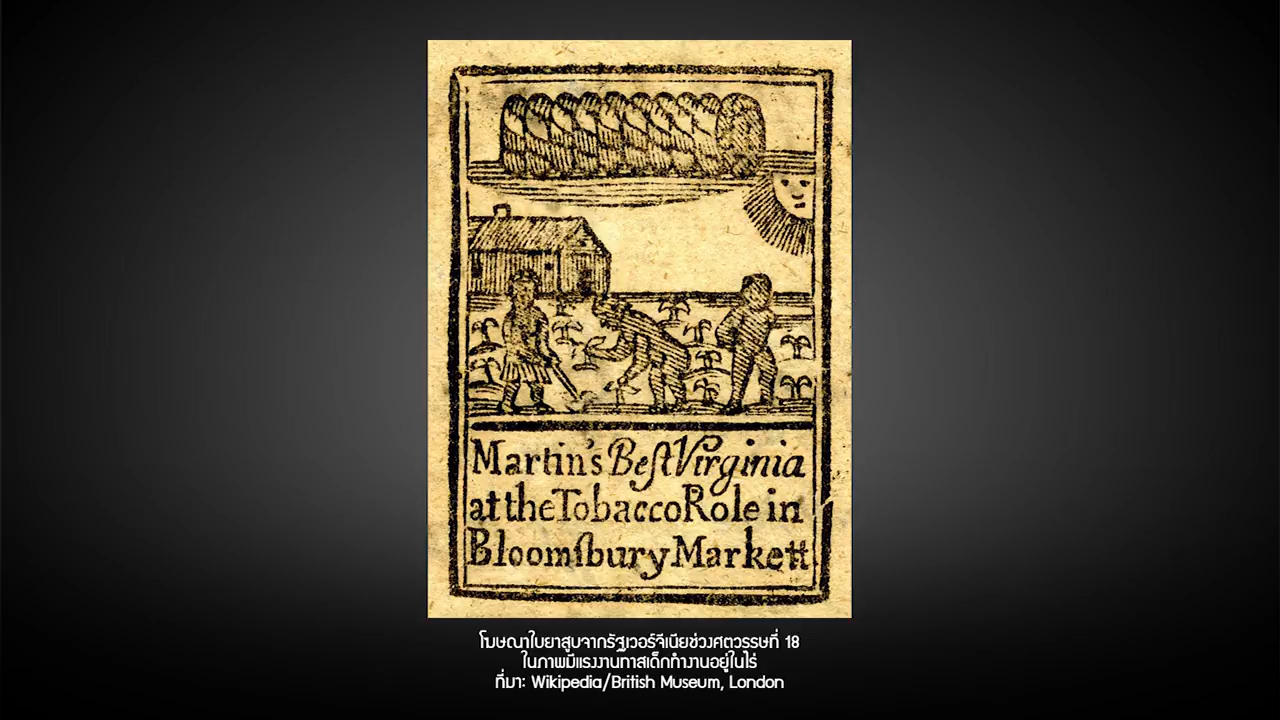 Martin's Beſt Virginia
at the Tobacco Role in
Bloomſbury Markett
โฆษณาใบยาสูบจากรัฐเวอร์จีเนียช่วงศตวรรษที่ 18
ในภาพมีแรงงานทาสเด็กทำงานอยู่ในไร่
ที่มา: Wikipedia/British Museum, London